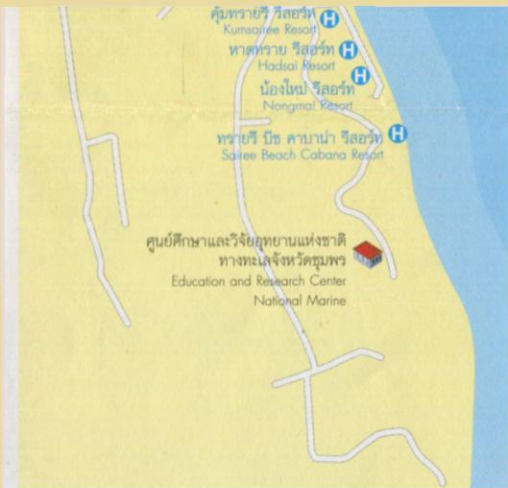 คุ้มทรายรี รีสอร์ท
Kumsairee Resort
H
หาดทราย รีสอร์ท
Hadsai Resort
H
น้องใหม่ รีสอร์ท
Nongmai Resort
H
ทรายรี บีช คาบาน่า รีสอร์ท
Sairee Beach Cabana Resort
H
ศูนย์ศึกษาและวิจัยอุทยานแห่งชาติ
ทางทะเลจังหวัดชุมพร
Education and Research Center
National Marine